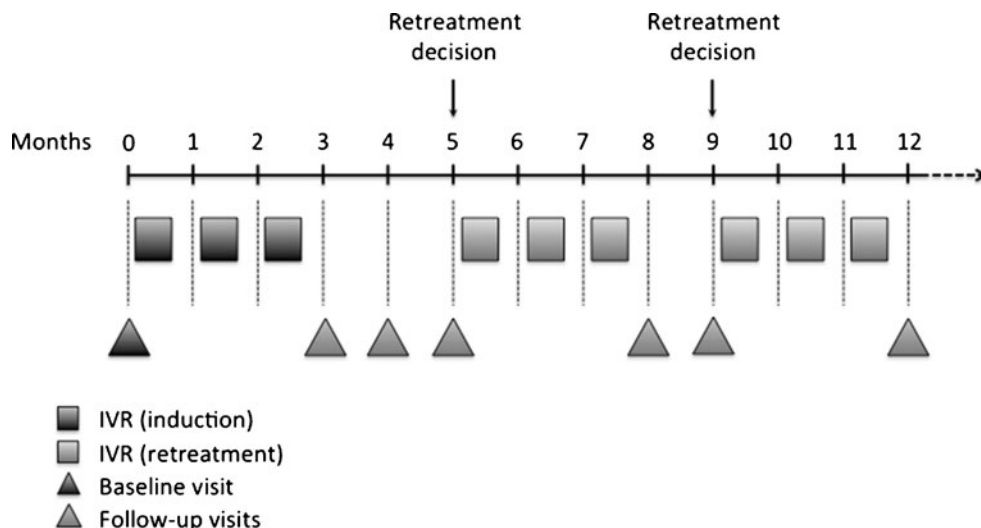 Retreatment Retreatment
decision decision
Months 0 1 2 3 4 5 6 7 8 9 10 11 12
IVR (induction)
IVR (retreatment)
Baseline visit
Follow-up visits